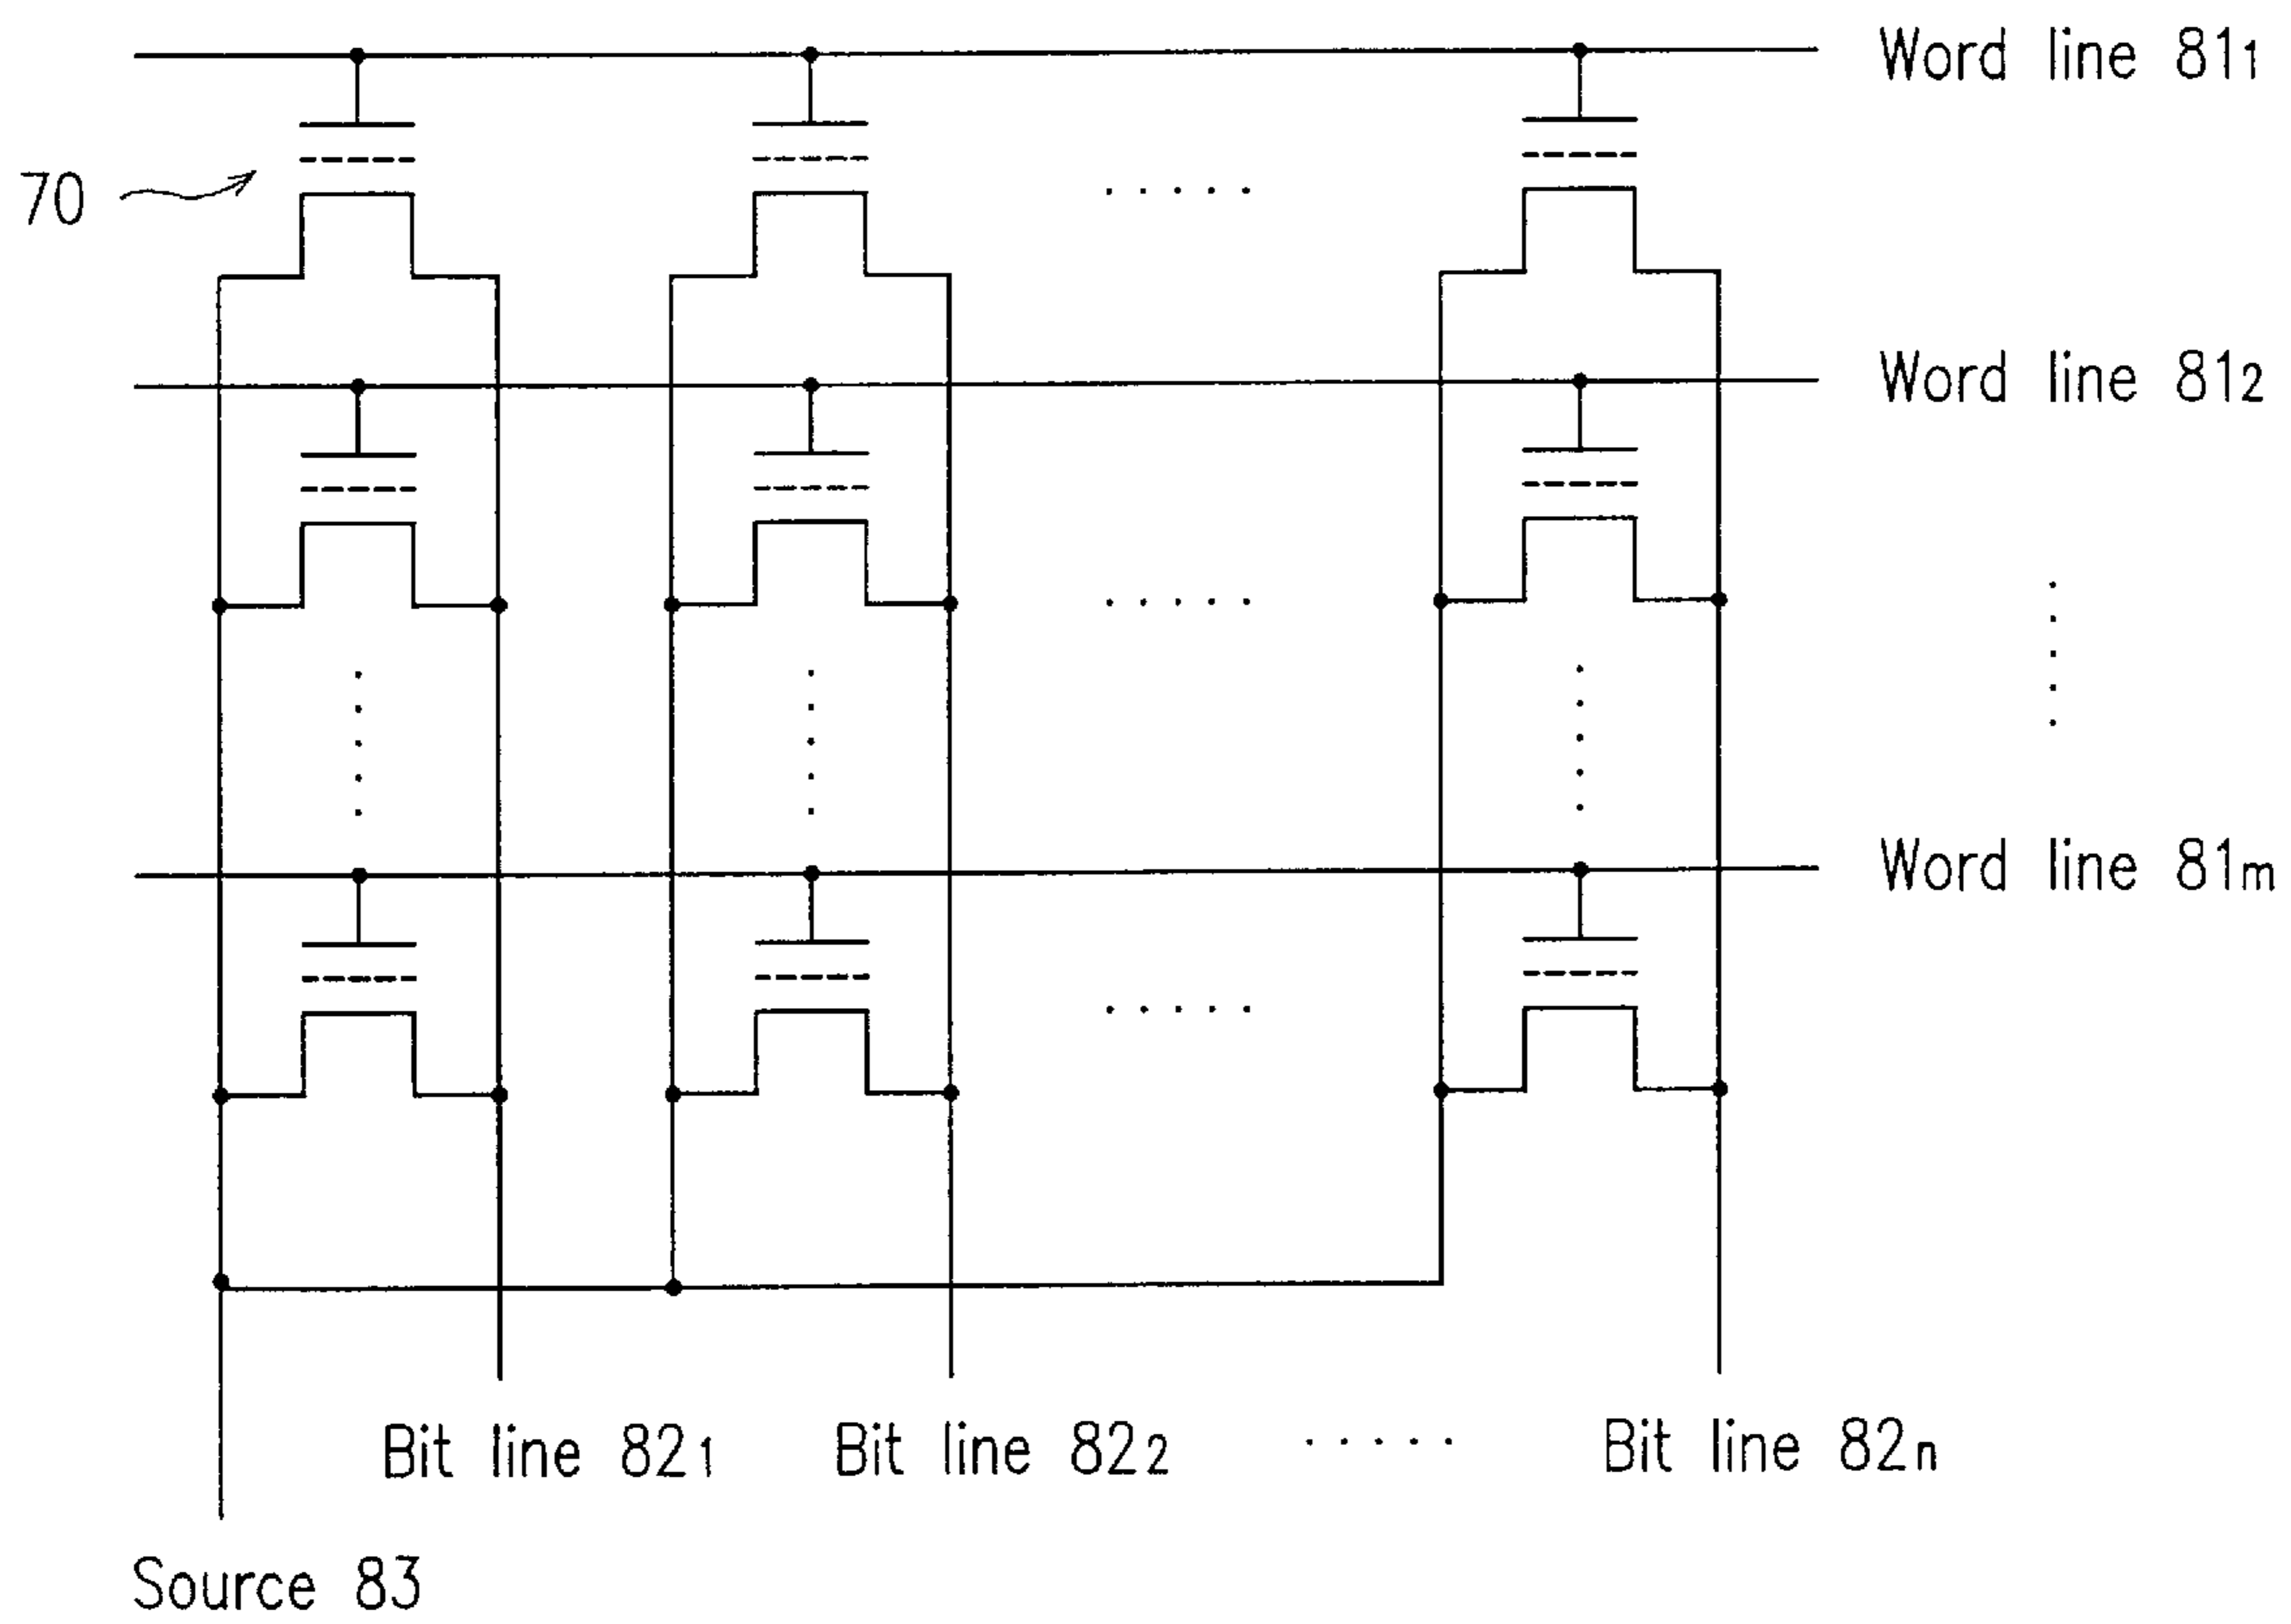 Word line 81₁
70
Word line 81₂
Word line 81m
Bit line 82₁ Bit line 82₂ ..... Bit line 82n
Source 83